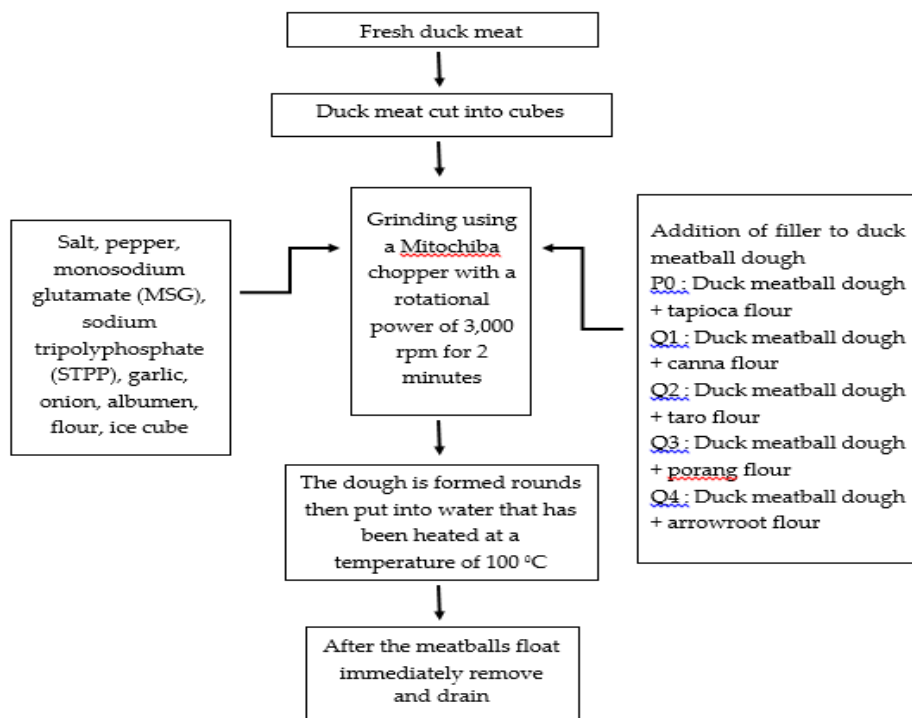 Fresh duck meat
Duck meat cut into cubes
Salt, pepper,
monosodium
glutamate (MSG),
sodium
tripolyphosphate
(STPP), garlic,
onion, albumen,
flour, ice cube
Grinding using
a Mitochiba
chopper with a
rotational
power of 3,000
rpm for 2
minutes
Addition of filler to duck
meatball dough
P0 : Duck meatball dough
+ tapioca flour
Q1 : Duck meatball dough
+ canna flour
Q2 : Duck meatball dough
+ taro flour
Q3 : Duck meatball dough
+ porang flour
Q4 : Duck meatball dough
+ arrowroot flour
The dough is formed rounds
then put into water that has
been heated at a
temperature of 100 ⁰C
After the meatballs float
immediately remove
and drain